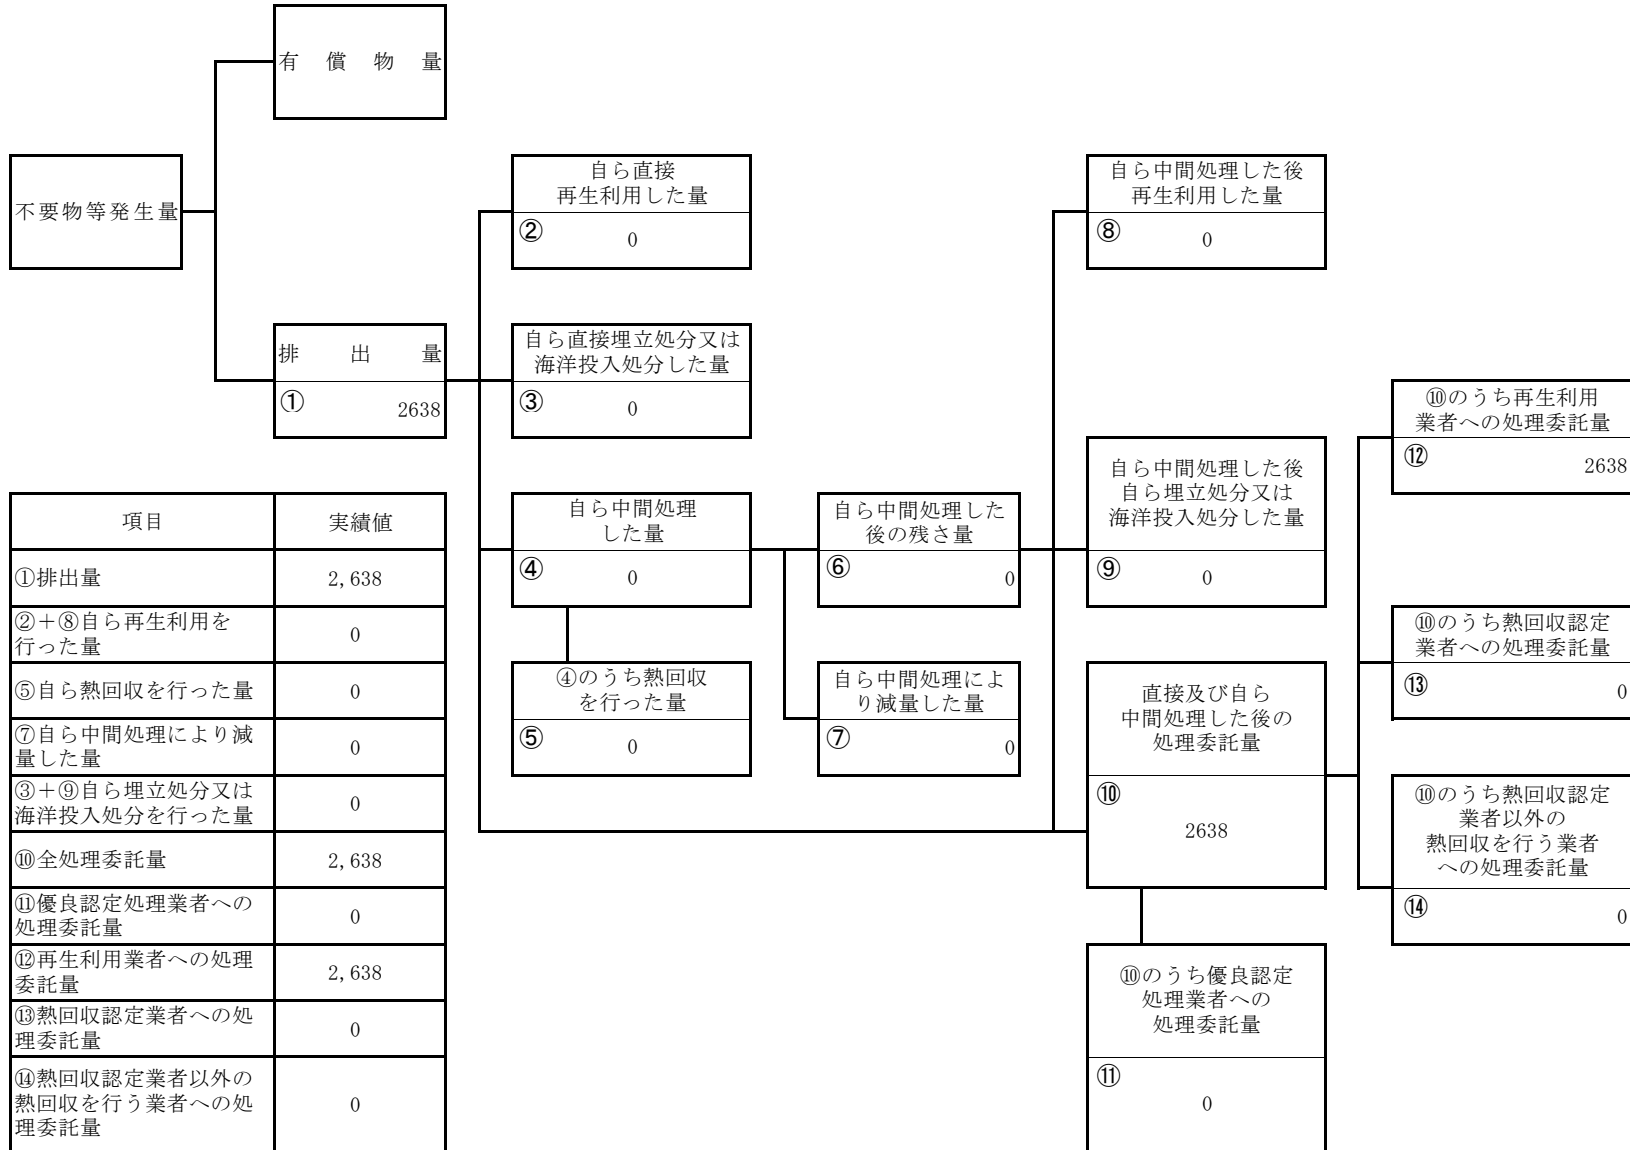 有償物量
不要物等発生量
自ら直接
再生利用した量
②
0
自ら中間処理した後
再生利用した量
⑧
0
排出量
①
2638
自ら直接埋立処分又は
海洋投入処分した量
③
0
⑩のうち再生利用
業者への処理委託量
⑫
2638
自ら中間処理した後
自ら埋立処分又は
海洋投入処分した量
⑨
0
自ら中間処理
した量
④
0
自ら中間処理した
後の残さ量
⑥
0
⑩のうち熱回収認定
業者への処理委託量
⑬
0
④のうち熱回収
を行った量
⑤
0
自ら中間処理によ
り減量した量
⑦
0
直接及び自ら
中間処理した後の
処理委託量
⑩
2638
⑩のうち熱回収認定
業者以外の
熱回収を行う業者
への処理委託量
⑭
0
⑩のうち優良認定
処理業者への
処理委託量
⑪
0
項目 実績値
①排出量 2,638
②+⑧自ら再生利用を
行った量 0
⑤自ら熱回収を行った量 0
⑦自ら中間処理により減
量した量 0
③+⑨自ら埋立処分又は
海洋投入処分を行った量 0
⑩全処理委託量 2,638
⑪優良認定処理業者への
処理委託量 0
⑫再生利用業者への処理
委託量 2,638
⑬熱回収認定業者への処
理委託量 0
⑭熱回収認定業者以外の
熱回収を行う業者への処
理委託量 0